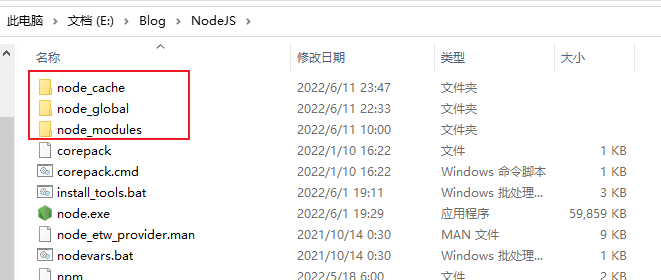 此电脑 > 文档 (E:) > Blog > NodeJS >
名称 修改日期 类型 大小
node_cache 2022/6/11 23:47 文件夹
node_global 2022/6/11 22:33 文件夹
node_modules 2022/6/11 10:00 文件夹
corepack 2022/1/10 16:22 文件 1 KB
corepack.cmd 2022/1/10 16:22 Windows 命令脚本 1 KB
install_tools.bat 2022/6/1 19:11 Windows 批处理... 3 KB
node.exe 2022/6/1 19:29 应用程序 59,859 KB
node_etw_provider.man 2021/10/14 0:30 MAN 文件 9 KB
nodevars.bat 2021/10/14 0:30 Windows 批处理... 1 KB
npm 2022/5/18 6:00 文件 2 KB